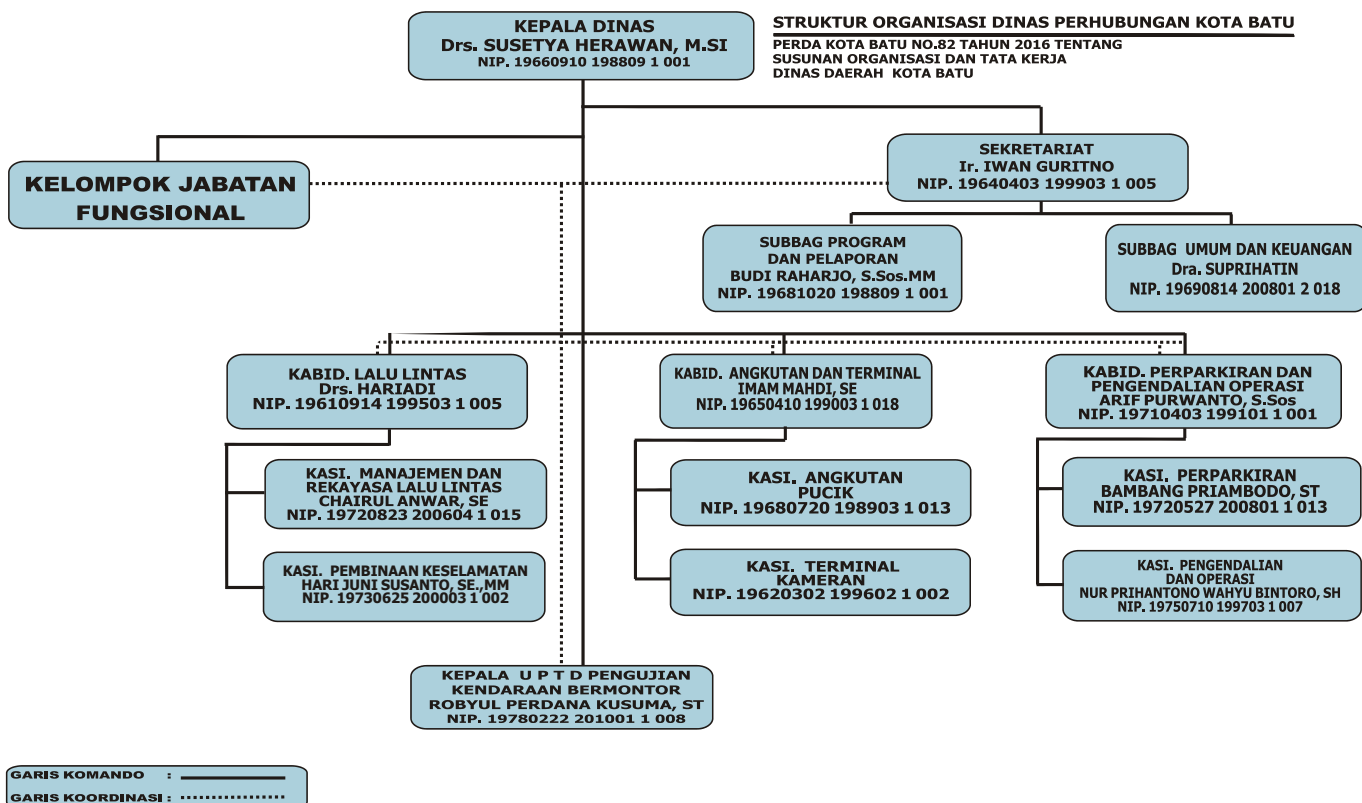 KEPALA DINAS
Drs. SUSETYA HERAWAN, M.SI
NIP. 19660910 198809 1 001
STRUKTUR ORGANISASI DINAS PERHUBUNGAN KOTA BATU
PERDA KOTA BATU NO.82 TAHUN 2016 TENTANG
SUSUNAN ORGANISASI DAN TATA KERJA
DINAS DAERAH KOTA BATU
KELOMPOK JABATAN
FUNGSIONAL
SEKRETARIAT
Ir. IWAN GURITNO
NIP. 19640403 199903 1 005
SUBBAG PROGRAM
DAN PELAPORAN
BUDI RAHARJO, S.Sos.MM
NIP. 19681020 198809 1 001
SUBBAG UMUM DAN KEUANGAN
Dra. SUPRIHATIN
NIP. 19690814 200801 2 018
KABID. LALU LINTAS
Drs. HARIADI
NIP. 19610914 199503 1 005
KABID. ANGKUTAN DAN TERMINAL
IMAM MAHDI, SE
NIP. 19650410 199003 1 018
KABID. PERPARKIRAN DAN
PENGENDALIAN OPERASI
ARIF PURWANTO, S.Sos
NIP. 19710403 199101 1 001
KASI. MANAJEMEN DAN
REKAYASA LALU LINTAS
CHAIRUL ANWAR, SE
NIP. 19720823 200604 1 015
KASI. ANGKUTAN
PUCIK
NIP. 19680720 198903 1 013
KASI. PERPARKIRAN
BAMBANG PRIAMBODO, ST
NIP. 19720527 200801 1 013
KASI. PEMBINAAN KESELAMATAN
HARI JUNI SUSANTO, SE.,MM
NIP. 19730625 200003 1 002
KASI. TERMINAL
KAMERAN
NIP. 19620302 199602 1 002
KASI. PENGENDALIAN
DAN OPERASI
NUR PRIHANTONO WAHYU BINTORO, SH
NIP. 19750710 199703 1 007
KEPALA U P T D PENGUJIAN
KENDARAAN BERMONTOR
ROBYUL PERDANA KUSUMA, ST
NIP. 19780222 201001 1 008
GARIS KOMANDO :
GARIS KOORDINASI :